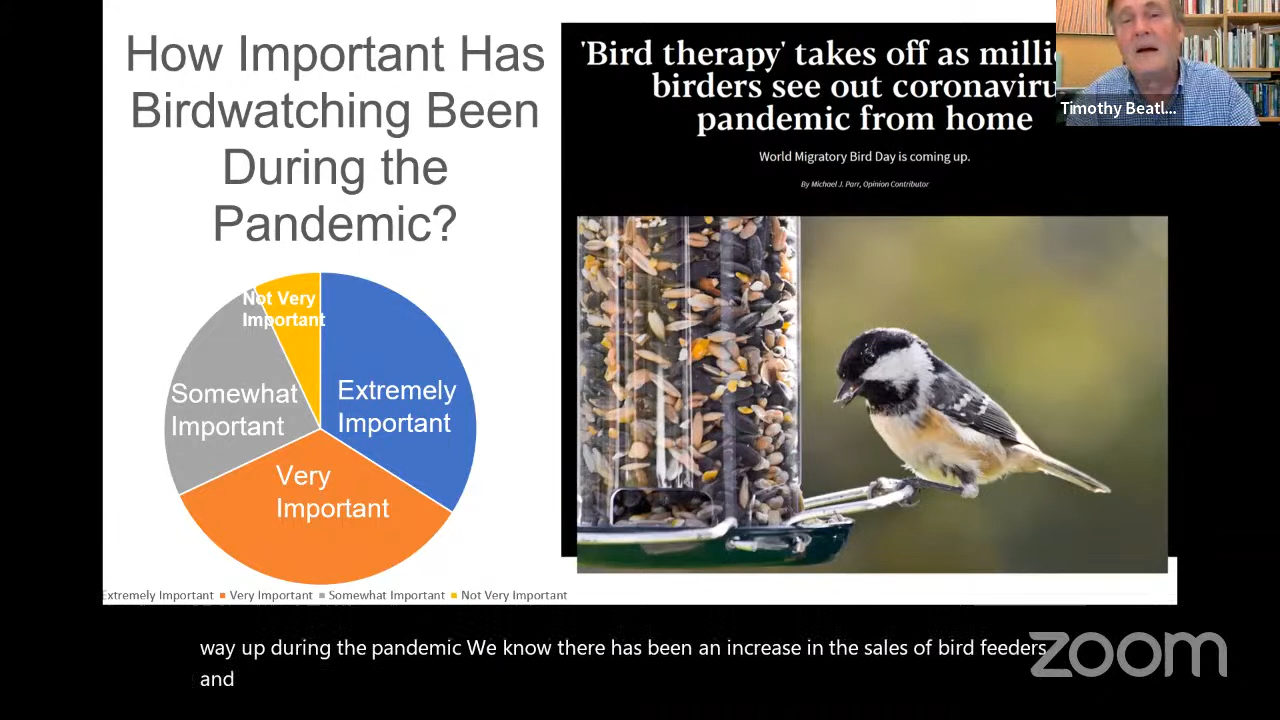 How Important Has
Birdwatching Been
During the
Pandemic?
Not Very
Important
Somewhat
Important
Extremely
Important
Very
Important
xtremely Important Very Important Somewhat Important Not Very Important
'Bird therapy' takes off as milli
birders see out coronaviru
pandemic from home
World Migratory Bird Day is coming up.
By Michael J. Parr, Opinion Contributor
Timothy Beatl...
way up during the pandemic We know there has been an increase in the sales of bird feeders
and
zoom